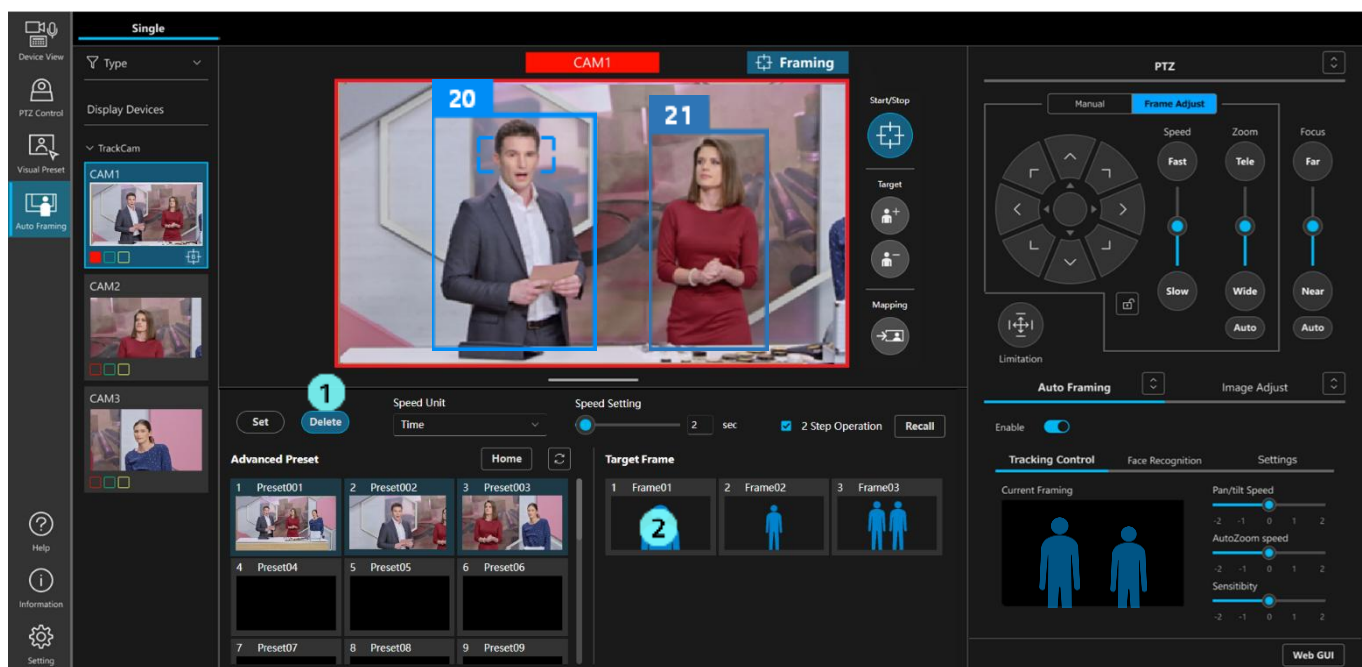 Single
Device View
PTZ Control
Visual Preset
Auto Framing
Help
Information
Setting
Type
Display Devices
TrackCam
CAM1
CAM2
CAM3
CAM1
Framing
20
21
Start/Stop
Target
Mapping
1
Set
Delete
Speed Unit
Time
Speed Setting
2 sec
2 Step Operation
Recall
Advanced Preset
Home
1 Preset001
2 Preset002
3 Preset003
4 Preset04
5 Preset05
6 Preset06
7 Preset07
8 Preset08
9 Preset09
Target Frame
1 Frame01
2 Frame02
3 Frame03
2
PTZ
Manual
Frame Adjust
Speed
Zoom
Focus
Fast
Tele
Far
Slow
Wide
Near
Auto
Auto
Limitation
Auto Framing
Image Adjust
Enable
Tracking Control
Face Recognition
Settings
Current Framing
Pan/tilt Speed
-2 -1 0 1 2
AutoZoom speed
-2 -1 0 1 2
Sensitibity
-2 -1 0 1 2
Web GUI